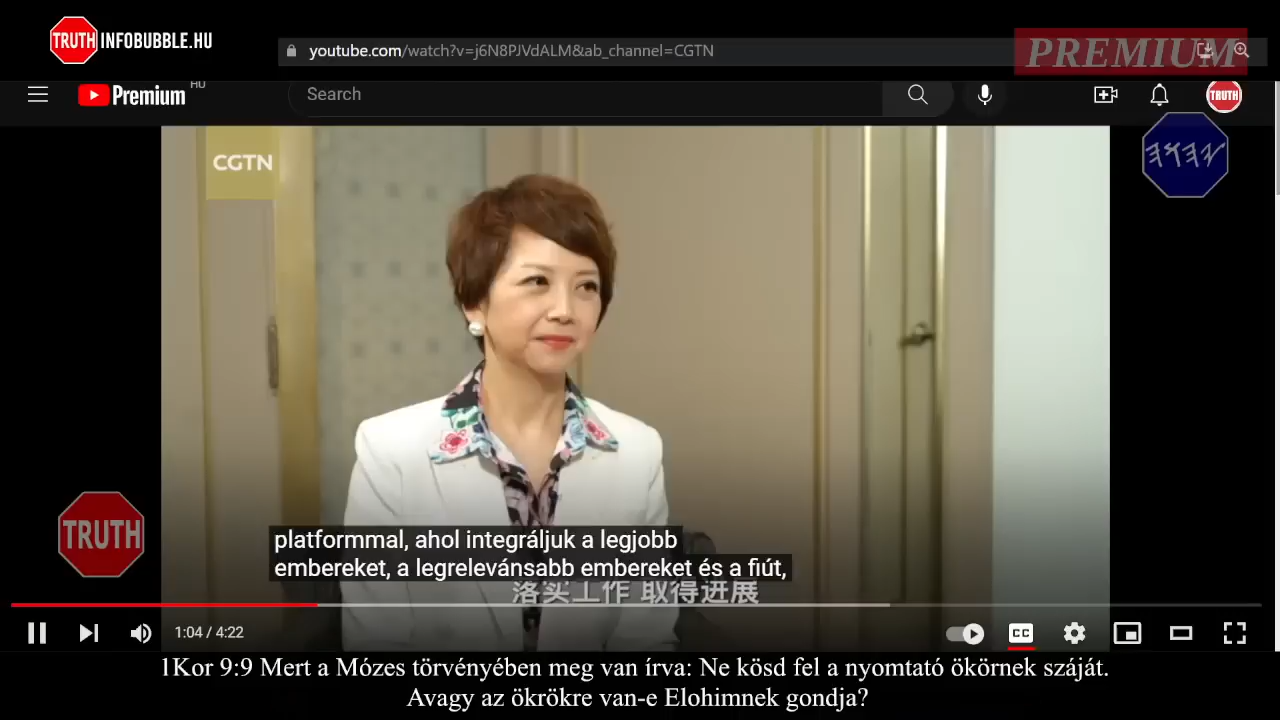 TRUTH INFOBUBBLE.HU
youtube.com/watch?v=j6N8PJVdALM&ab_channel=CGTN
PREMIUM
Premium HU
Search
TRUTH
CGTN
𐤉𐤄𐤅𐤄
TRUTH
platformmal, ahol integráljuk a legjobb
embereket, a legrelevánsabb embereket és a fiút,
落实工作 取得进展
1:04 / 4:22
CC
1Kor 9:9 Mert a Mózes törvényében meg van írva: Ne kösd fel a nyomtató ökörnek száját.
Avagy az ökrökre van-e Elohimnek gondja?